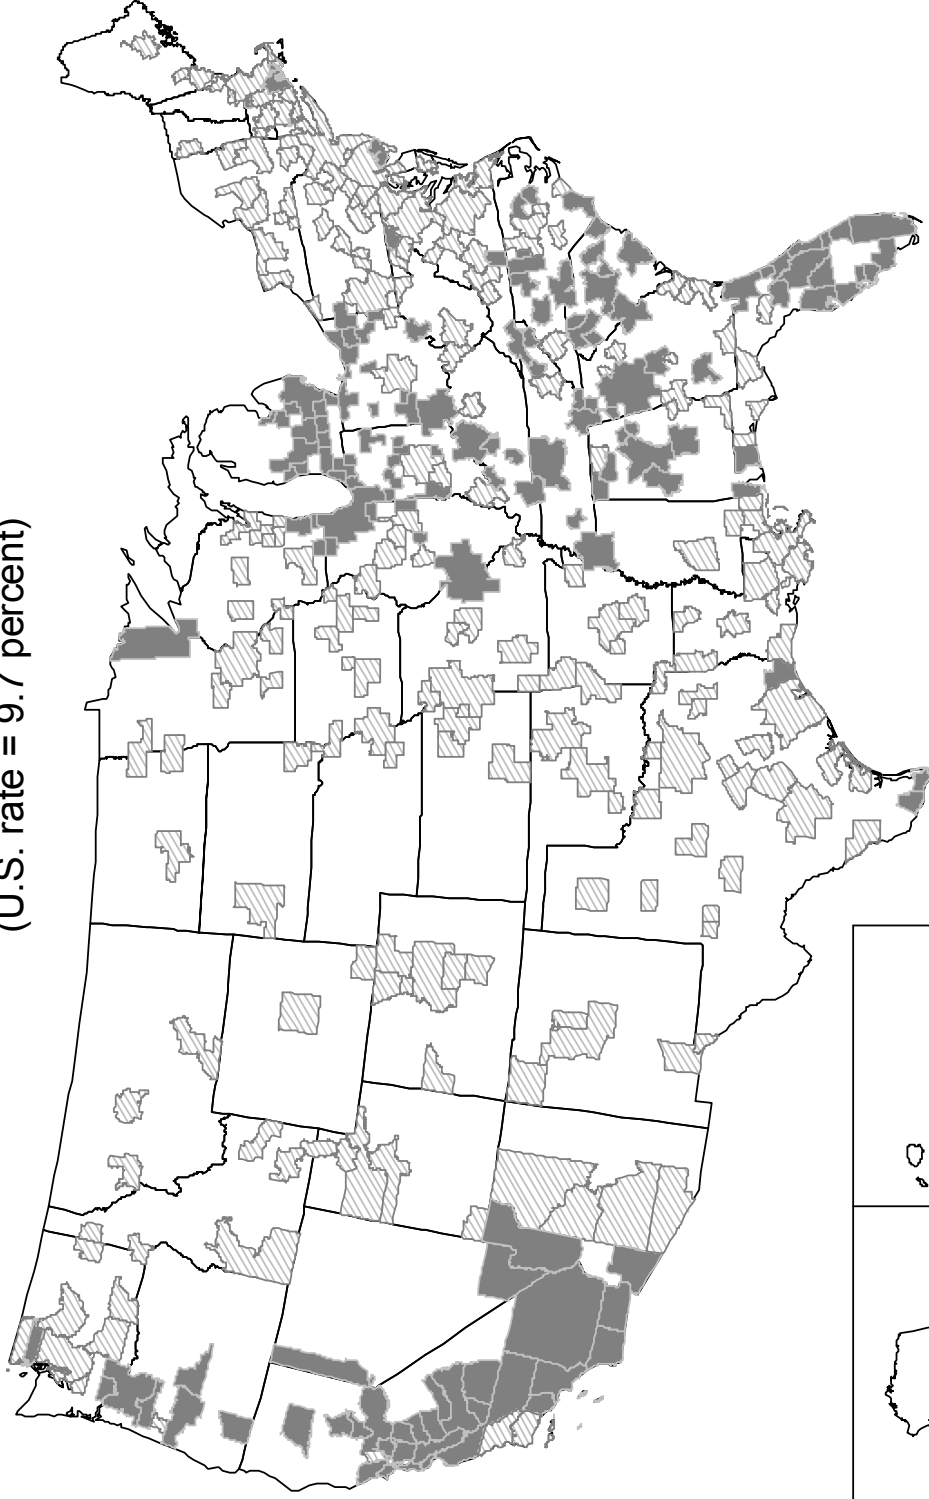 (U.S. rate = 9.7 percent)